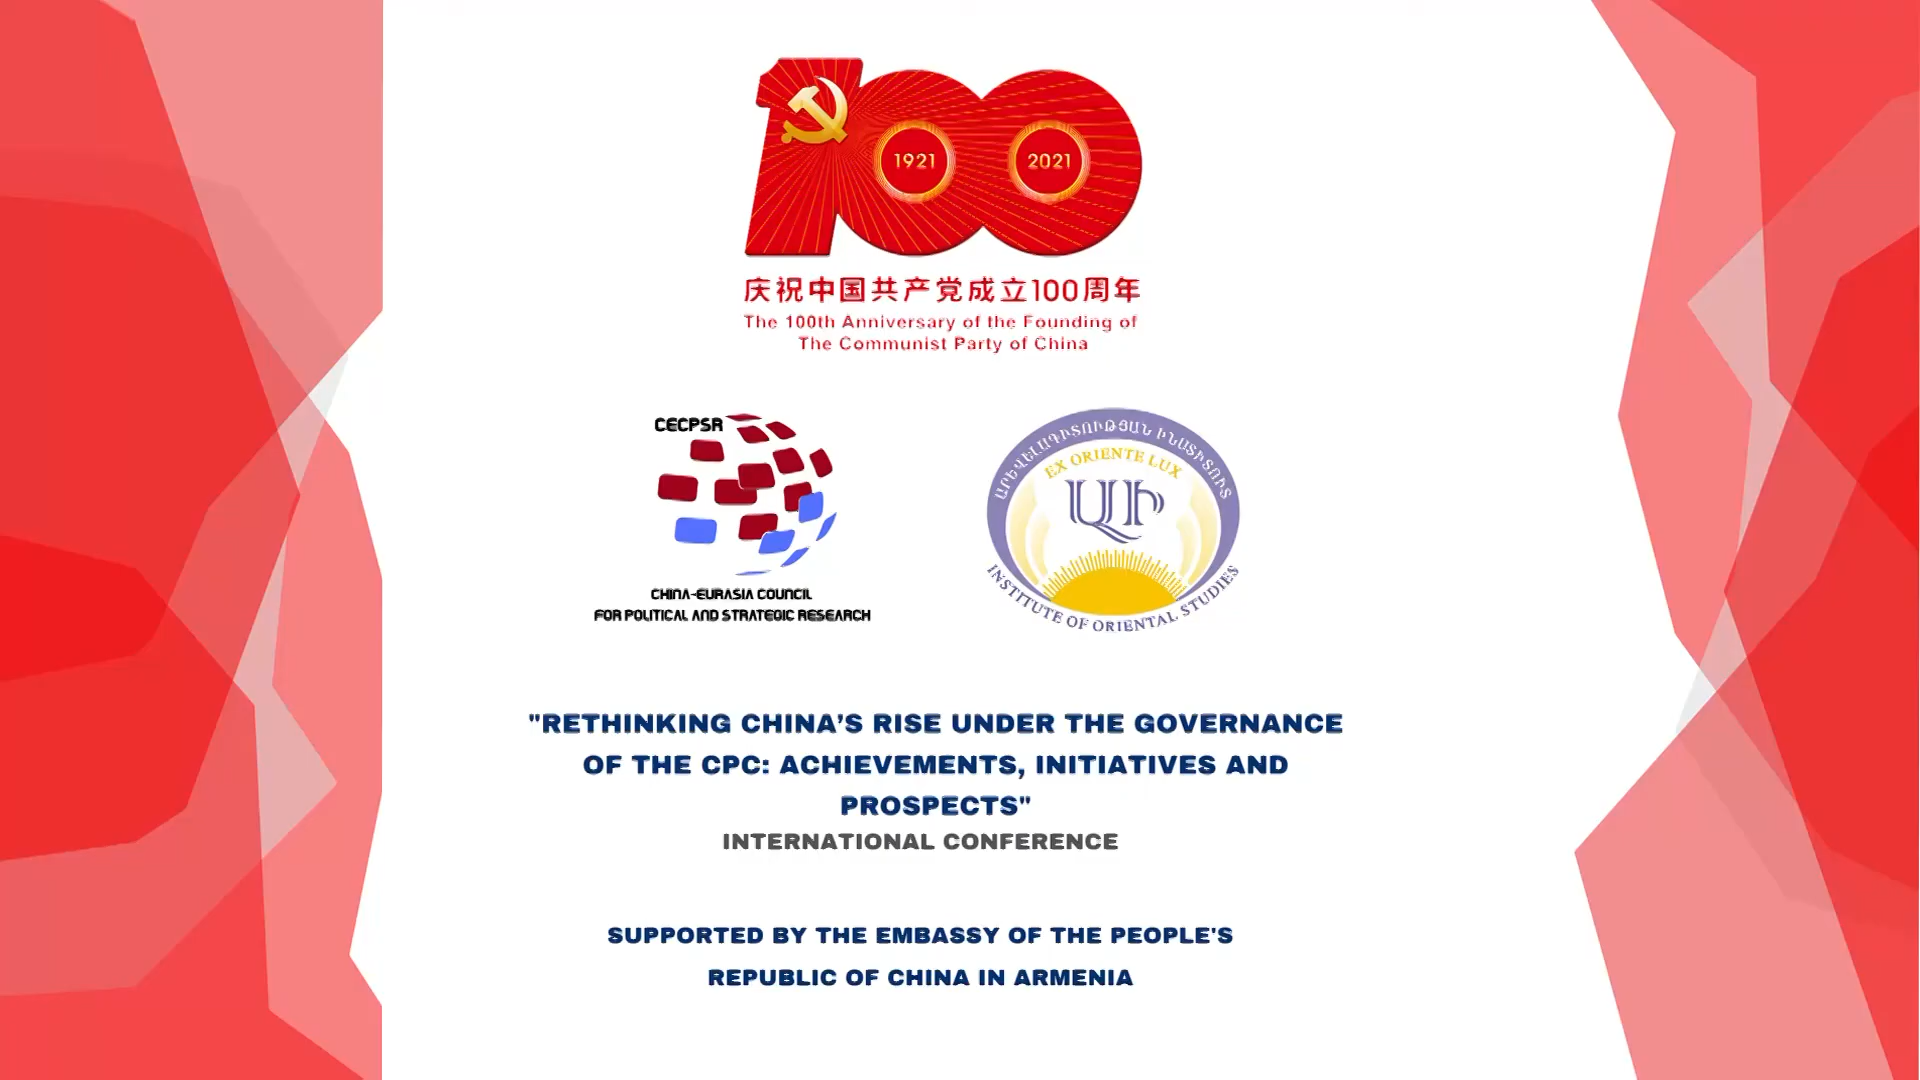 1921
2021
庆祝中国共产党成立100周年
The 100th Anniversary of the Founding of
The Communist Party of China
CECPSR
CHINA-EURASIA COUNCIL
FOR POLITICAL AND STRATEGIC RESEARCH
ԱՐԵՎԵԼԱԳԻՏՈՒԹՅԱՆ ԻՆՍՏԻՏՈՒՏ
EX ORIENTE LUX
ԱԻ
INSTITUTE OF ORIENTAL STUDIES
"RETHINKING CHINA’S RISE UNDER THE GOVERNANCE
OF THE CPC: ACHIEVEMENTS, INITIATIVES AND
PROSPECTS"
INTERNATIONAL CONFERENCE
SUPPORTED BY THE EMBASSY OF THE PEOPLE'S
REPUBLIC OF CHINA IN ARMENIA